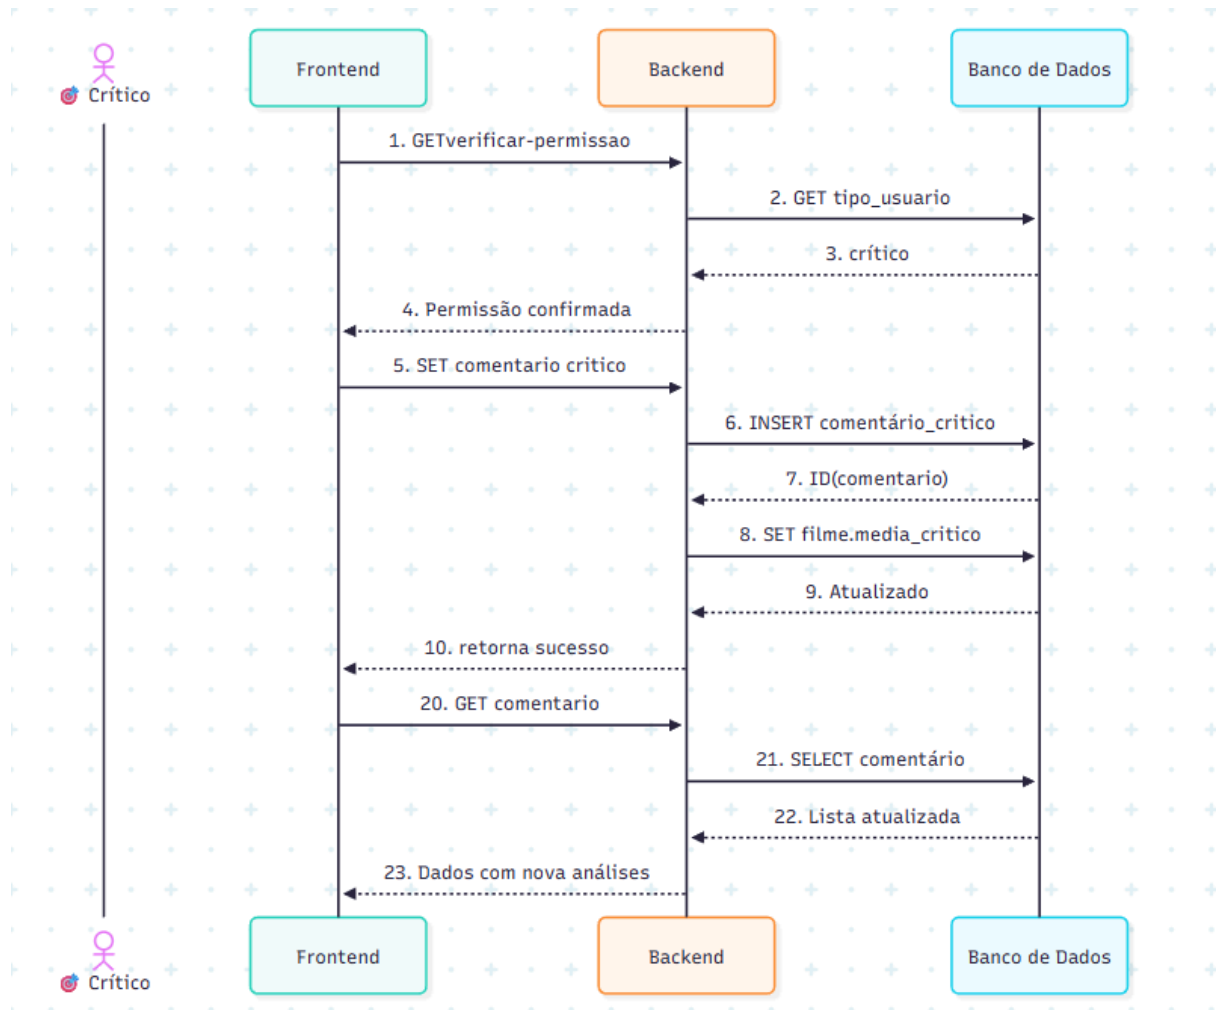 Frontend
Backend
Banco de Dados
🎯 Crítico
1. GETverificar-permissao
2. GET tipo_usuario
3. crítico
4. Permissão confirmada
5. SET comentario critico
6. INSERT comentário_critico
7. ID(comentario)
8. SET filme.media_critico
9. Atualizado
10. retorna sucesso
20. GET comentario
21. SELECT comentário
22. Lista atualizada
23. Dados com nova análises
Frontend
Backend
Banco de Dados
🎯 Crítico